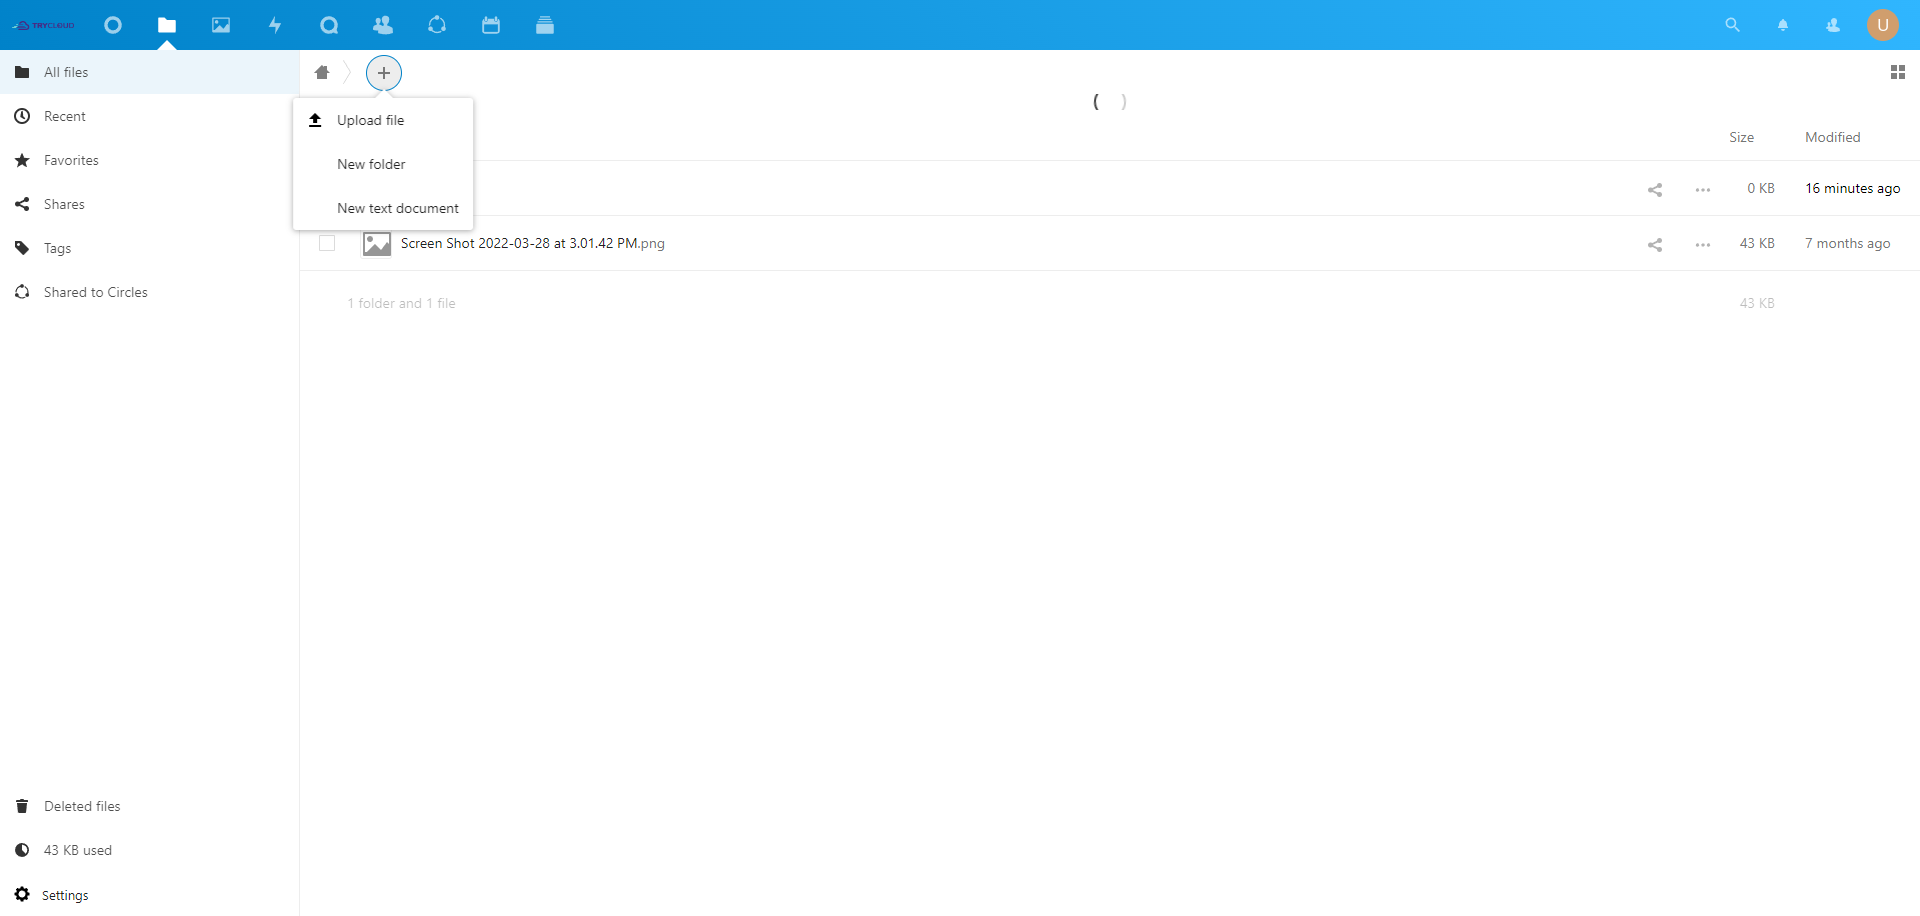 TRYCLOUD
U
All files
Recent
Favorites
Shares
Tags
Shared to Circles
Upload file
New folder
New text document
Size
Modified
0 KB
16 minutes ago
Screen Shot 2022-03-28 at 3.01.42 PM.png
43 KB
7 months ago
1 folder and 1 file
43 KB
Deleted files
43 KB used
Settings